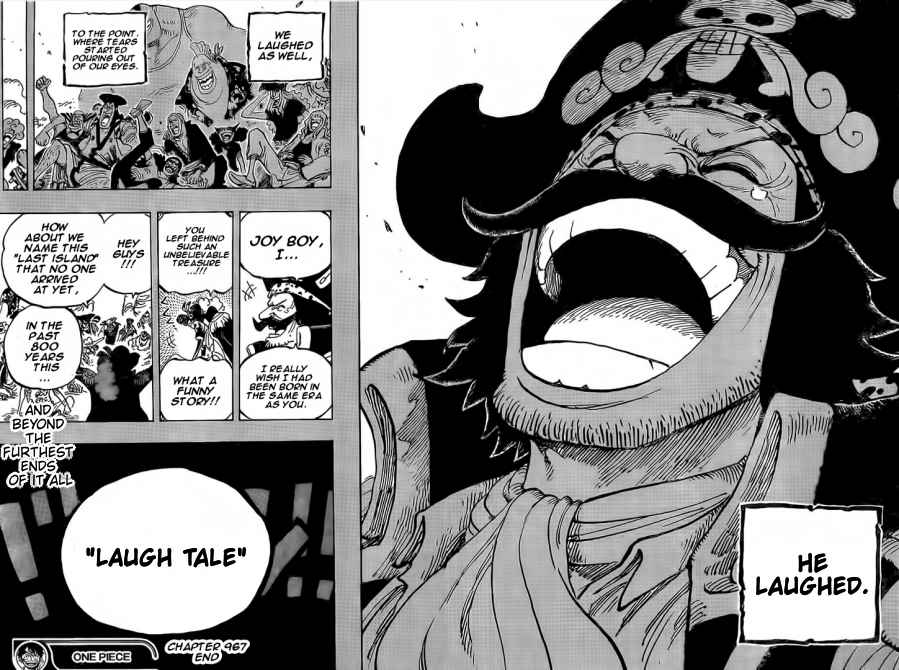 HE
LAUGHED.
WE
LAUGHED
AS WELL,
TO THE POINT,
WHERE TEARS
STARTED
POURING OUT
OF OUR EYES.
JOY BOY,
I...
I REALLY
WISH I HAD
BEEN BORN IN
THE SAME ERA
AS YOU.
YOU
LEFT BEHIND
SUCH AN
UNBELIEVABLE
TREASURE
...!!!
WHAT A
FUNNY
STORY!!
HEY
GUYS
!!!
HOW
ABOUT WE
NAME THIS
"LAST ISLAND"
THAT NO ONE
ARRIVED
AT YET,
IN THE
PAST
800
YEARS
THIS
...
AND
BEYOND
THE
FURTHEST
ENDS
OF IT ALL
"LAUGH TALE"
ONE PIECE
CHAPTER 967
END